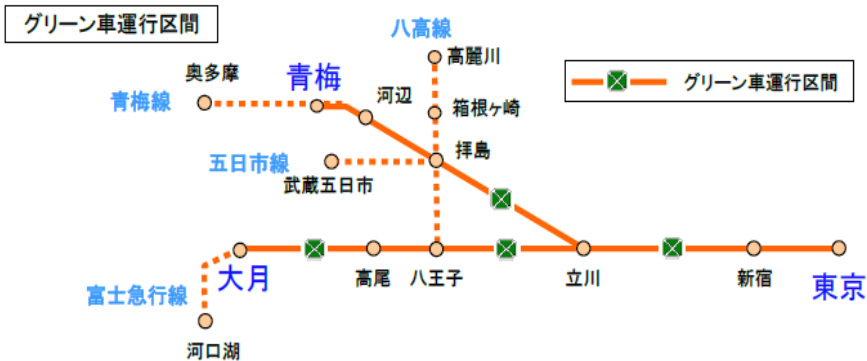 グリーン車運行区間
八高線
高麗川
奥多摩
青梅
河辺
グリーン車運行区間
青梅線
箱根ヶ崎
拝島
五日市線
武蔵五日市
大月
高尾
八王子
立川
新宿
東京
富士急行線
河口湖